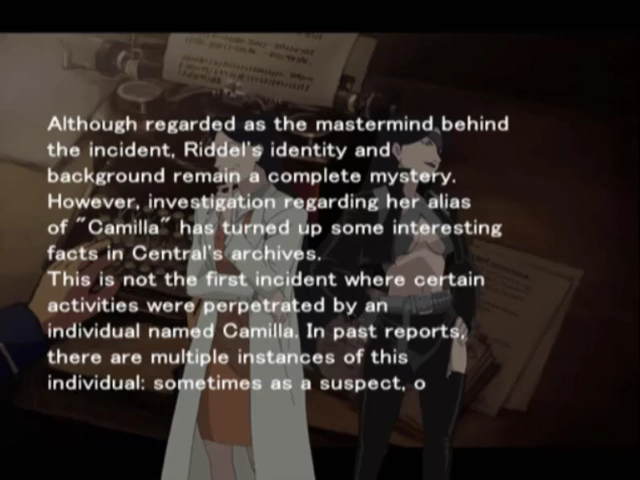 Although regarded as the mastermind behind
the incident, Riddel's identity and
background remain a complete mystery.
However, investigation regarding her alias
of "Camilla" has turned up some interesting
facts in Central's archives.
This is not the first incident where certain
activities were perpetrated by an
individual named Camilla. In past reports,
there are multiple instances of this
individual: sometimes as a suspect, o